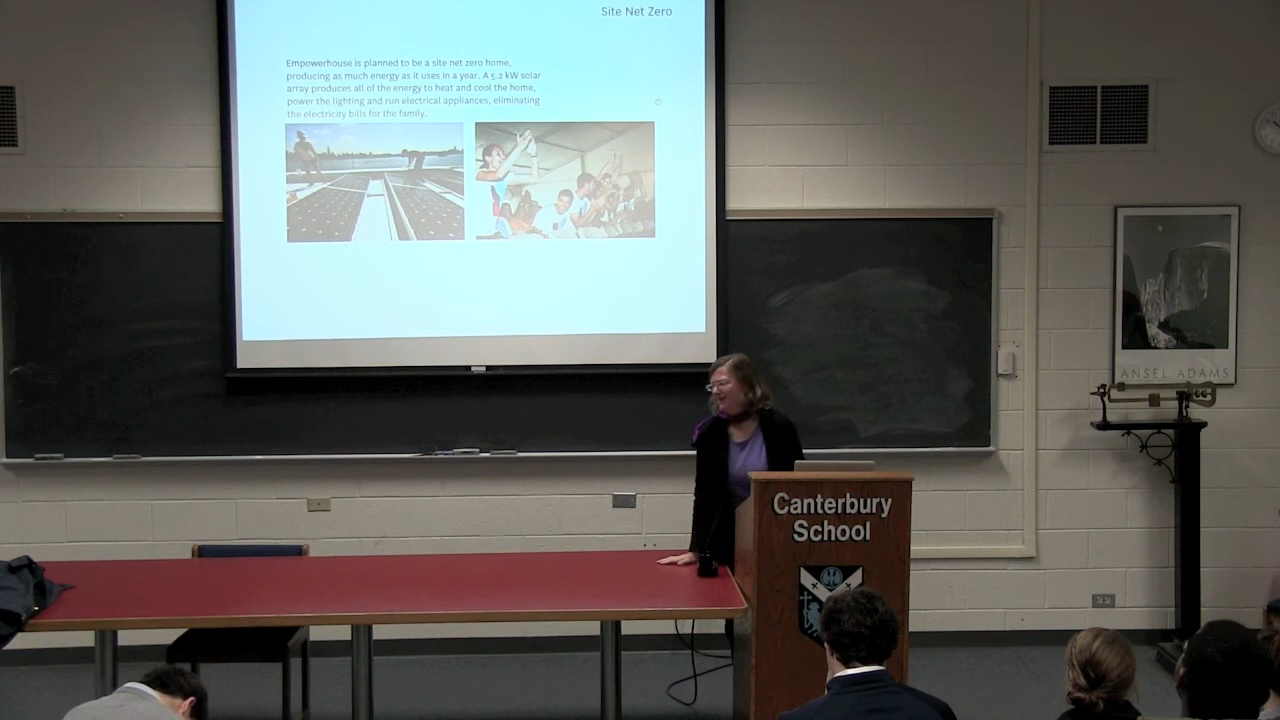 Site Net Zero
Empowerhouse is planned to be a site net zero home,
producing as much energy as it uses in a year. A 5.2 kW solar
array produces all of the energy to heat and cool the home,
power the lighting and run electrical appliances, eliminating
the electricity bills for the family.
ANSEL ADAMS
Canterbury
School